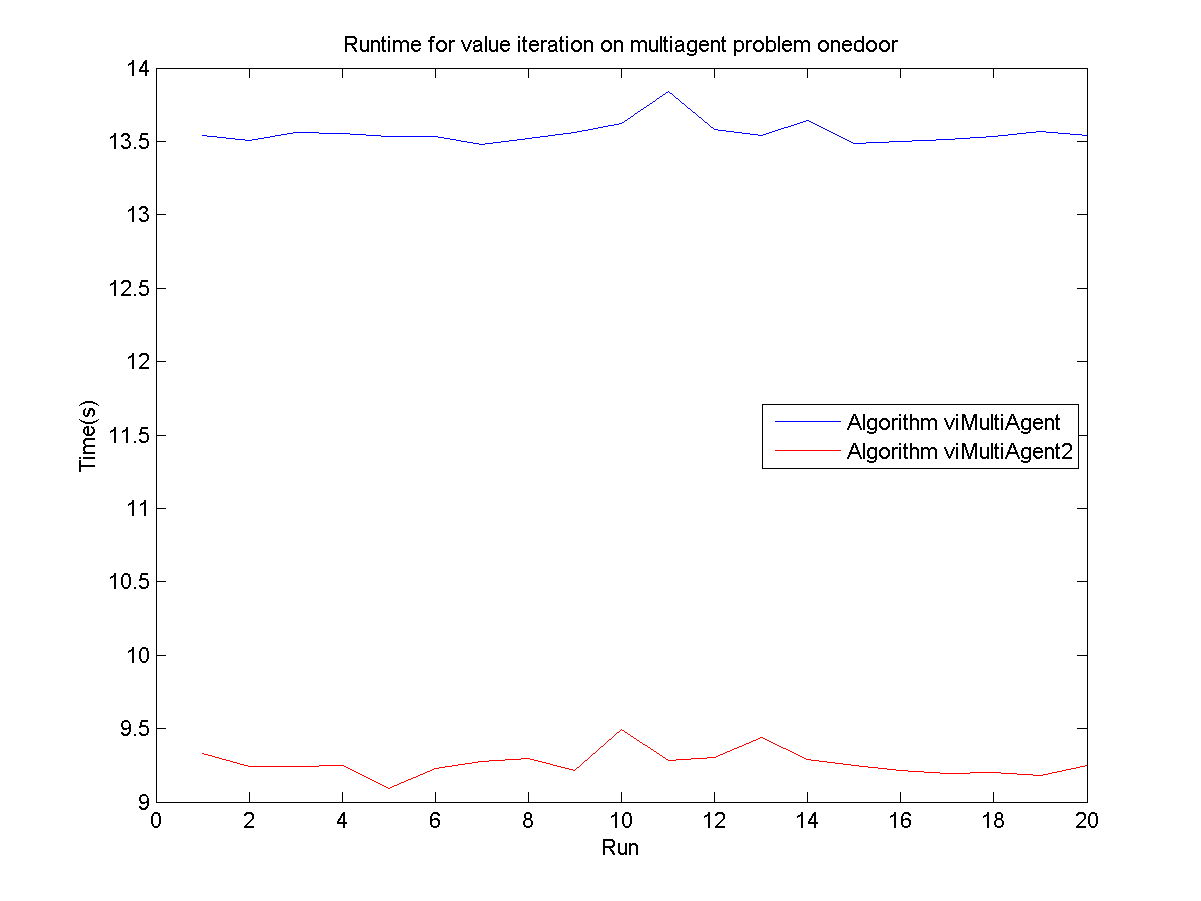 Runtime for value iteration on multiagent problem onedoor
14
13.5
13
12.5
12
11.5
11
10.5
10
9.5
9
Time(s)
Algorithm viMultiAgent
Algorithm viMultiAgent2
0 2 4 6 8 10 12 14 16 18 20
Run